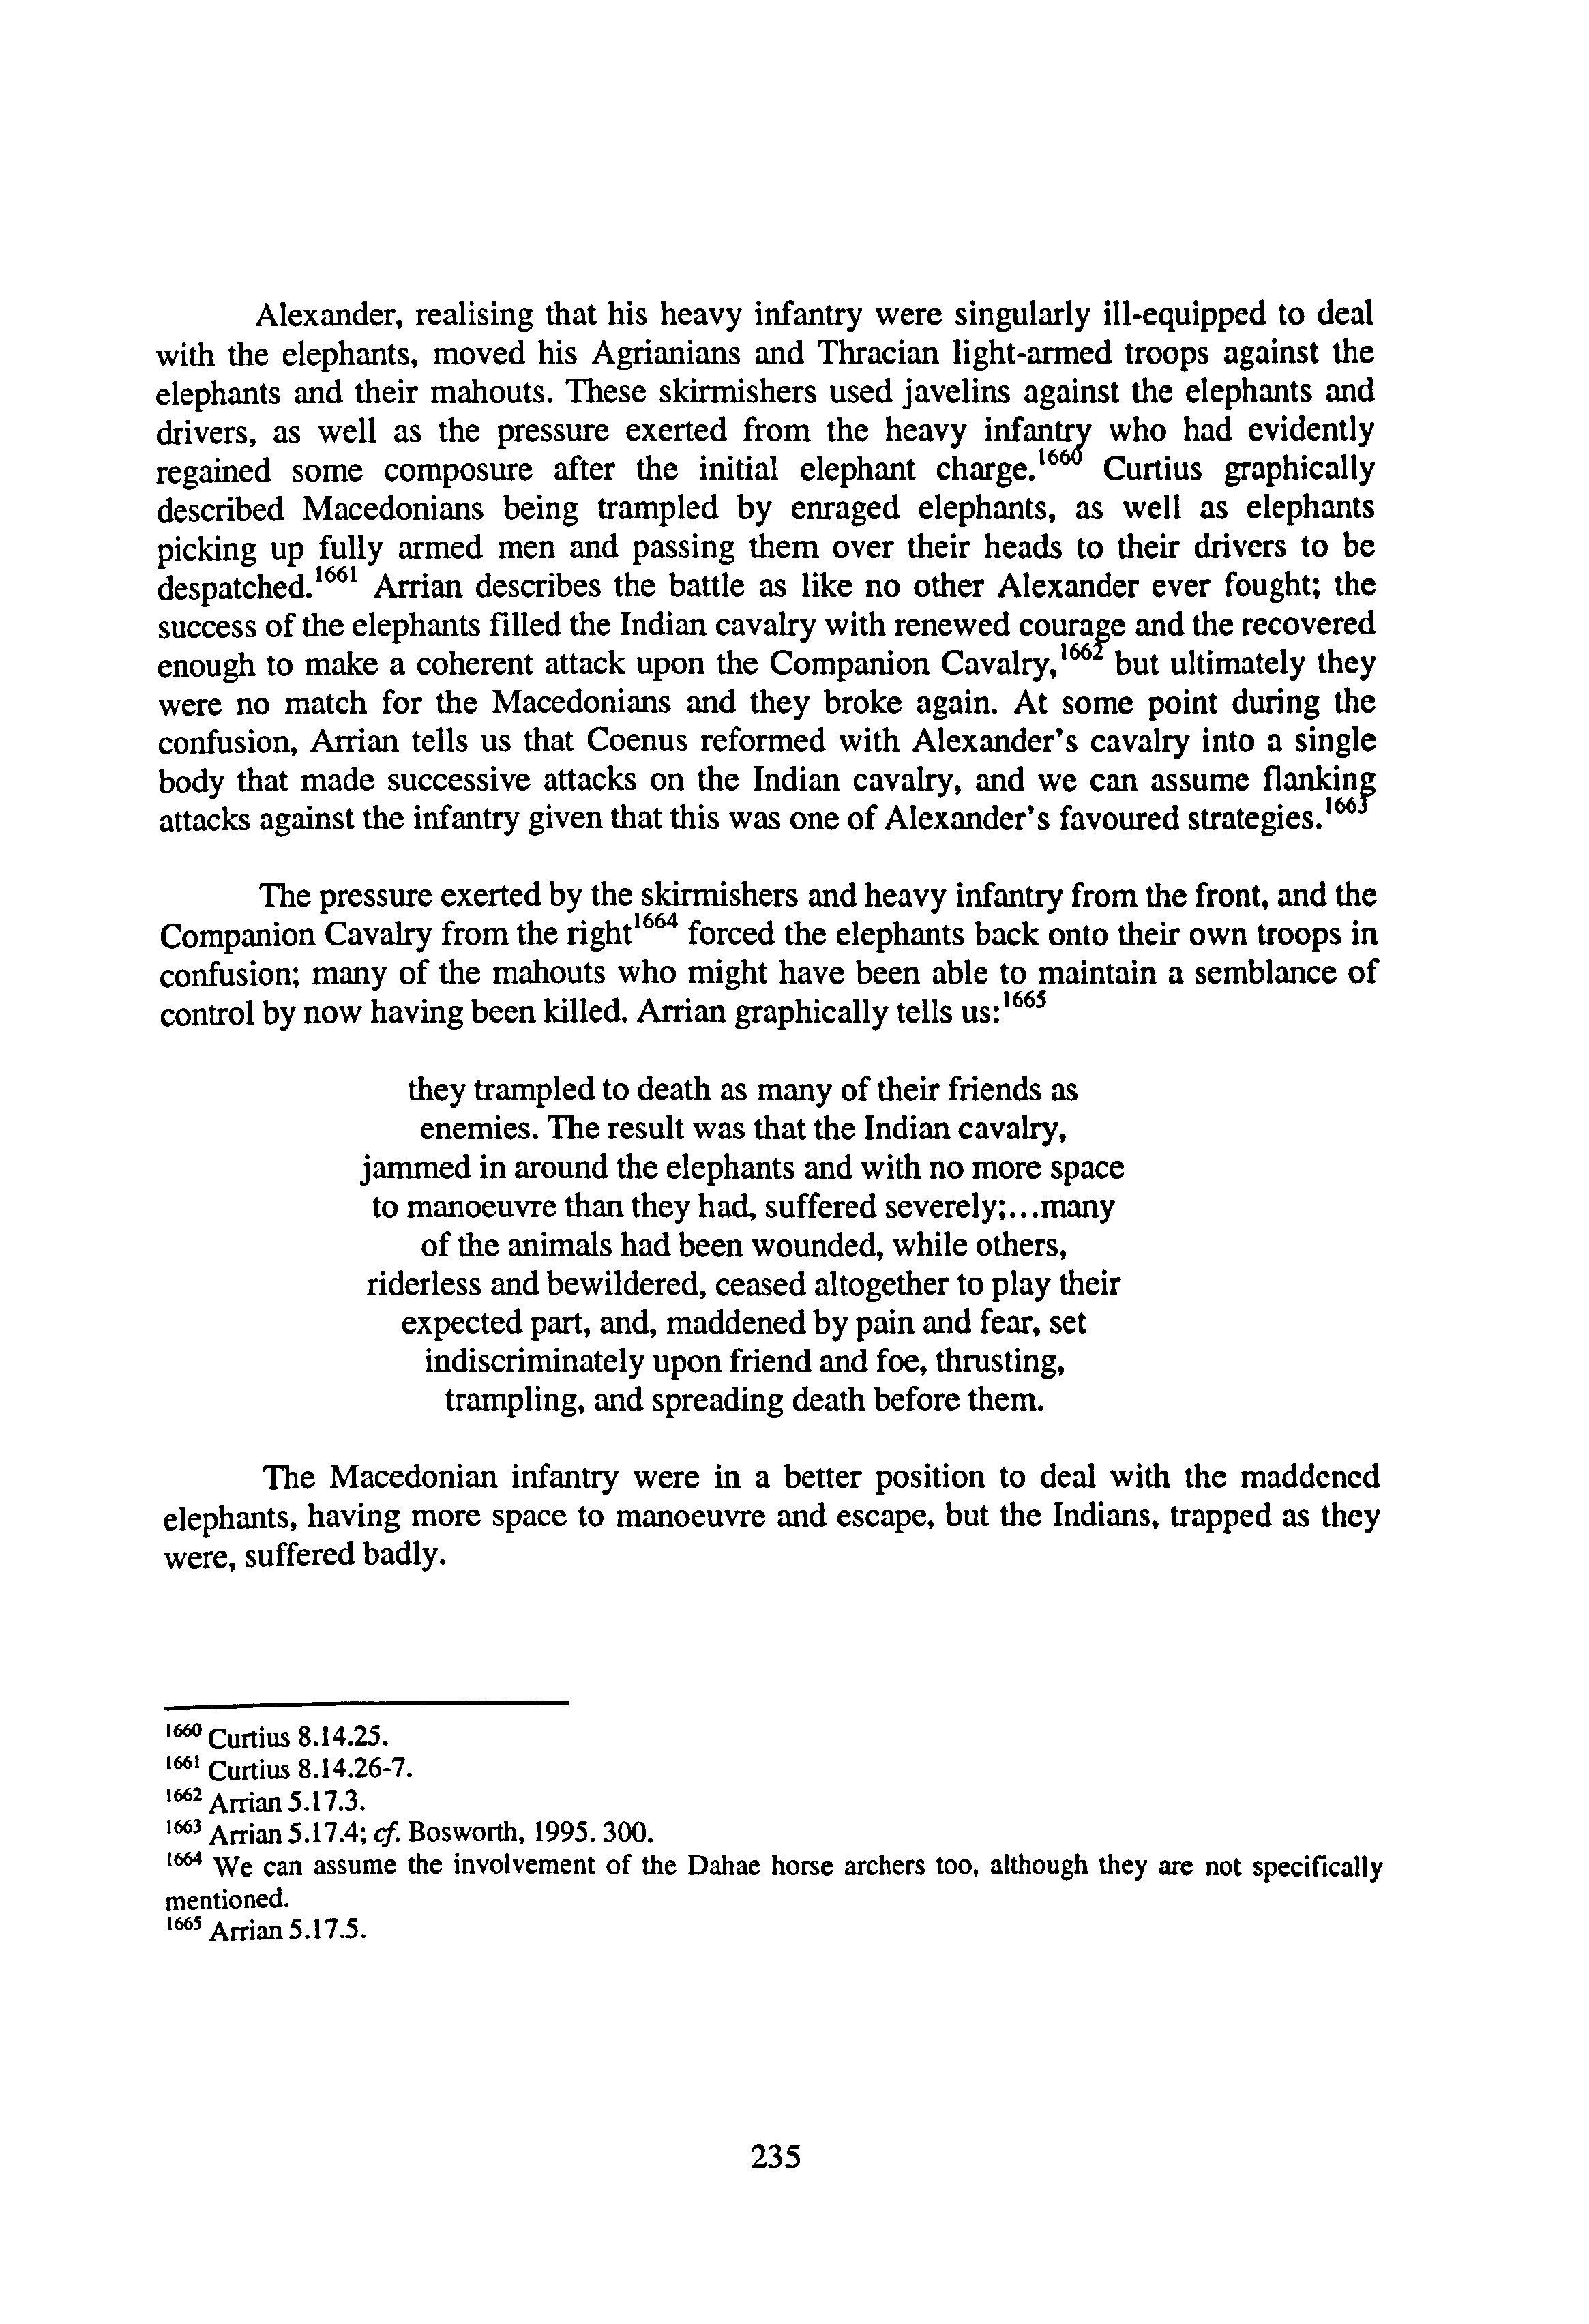 Alexander, realising that his heavy infantry were singularly ill-equipped to deal
with the elephants, moved his Agrianians and Thracian light-armed troops against the
elephants and their mahouts. These skirmishers used javelins against the elephants and
drivers, as well as the pressure exerted from the heavy infantry who had evidently
regained some composure after the initial elephant charge.1660 Curtius graphically
described Macedonians being trampled by enraged elephants, as well as elephants
picking up fully armed men and passing them over their heads to their drivers to be
despatched.1661 Arrian describes the battle as like no other Alexander ever fought; the
success of the elephants filled the Indian cavalry with renewed courage and the recovered
enough to make a coherent attack upon the Companion Cavalry,1662 but ultimately they
were no match for the Macedonians and they broke again. At some point during the
confusion, Arrian tells us that Coenus reformed with Alexander's cavalry into a single
body that made successive attacks on the Indian cavalry, and we can assume flanking
attacks against the infantry given that this was one of Alexander's favoured strategies.1663
The pressure exerted by the skirmishers and heavy infantry from the front, and the
Companion Cavalry from the right1664 forced the elephants back onto their own troops in
confusion; many of the mahouts who might have been able to maintain a semblance of
control by now having been killed. Arrian graphically tells us:1665
they trampled to death as many of their friends as
enemies. The result was that the Indian cavalry,
jammed in around the elephants and with no more space
to manoeuvre than they had, suffered severely;...many
of the animals had been wounded, while others,
riderless and bewildered, ceased altogether to play their
expected part, and, maddened by pain and fear, set
indiscriminately upon friend and foe, thrusting,
trampling, and spreading death before them.
The Macedonian infantry were in a better position to deal with the maddened
elephants, having more space to manoeuvre and escape, but the Indians, trapped as they
were, suffered badly.
1660 Curtius 8.14.25.
1661 Curtius 8.14.26-7.
1662 Arrian 5.17.3.
1663 Arrian 5.17.4; cf. Bosworth, 1995. 300.
1664 We can assume the involvement of the Dahae horse archers too, although they are not specifically
mentioned.
1665 Arrian 5.17.5.
235